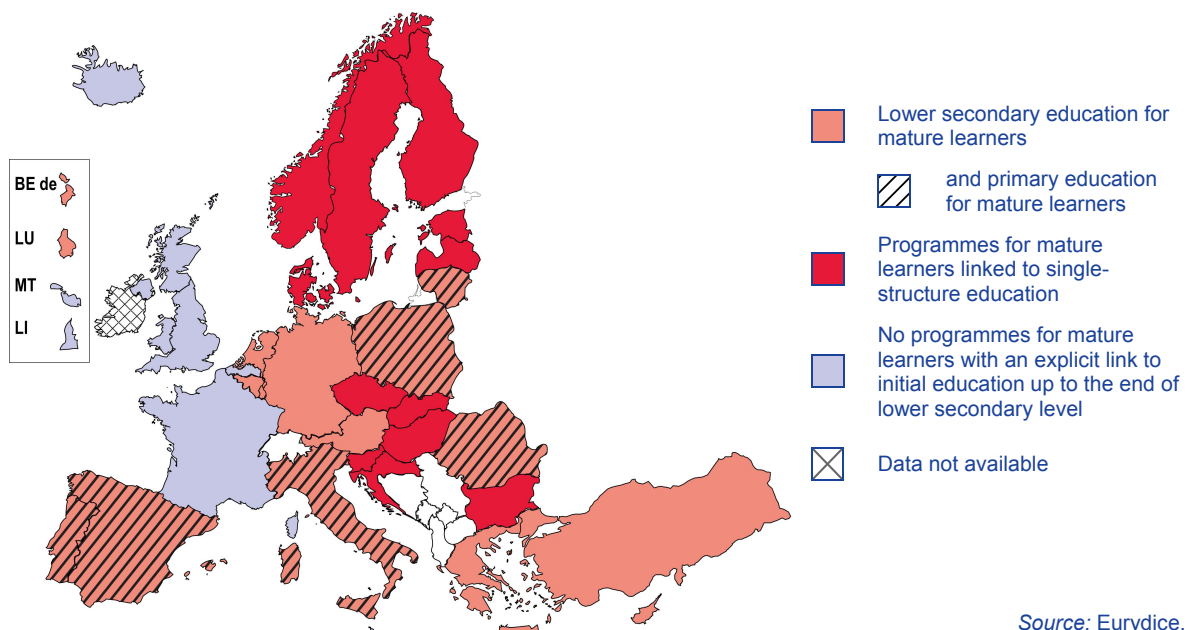 BE de
LU
MT
LI
Lower secondary education for
mature learners
and primary education
for mature learners
Programmes for mature
learners linked to single-
structure education
No programmes for mature
learners with an explicit link to
initial education up to the end of
lower secondary level
Data not available
Source: Eurydice.